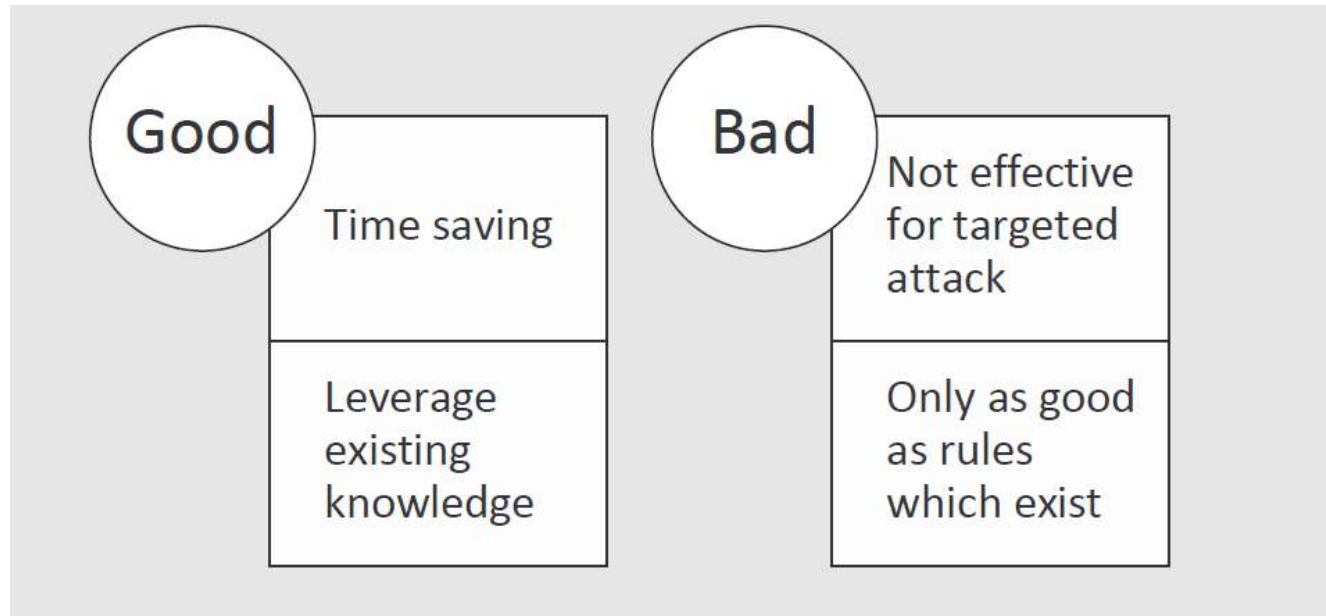 Good
Time saving
Leverage
existing
knowledge
Bad
Not effective
for targeted
attack
Only as good
as rules
which exist